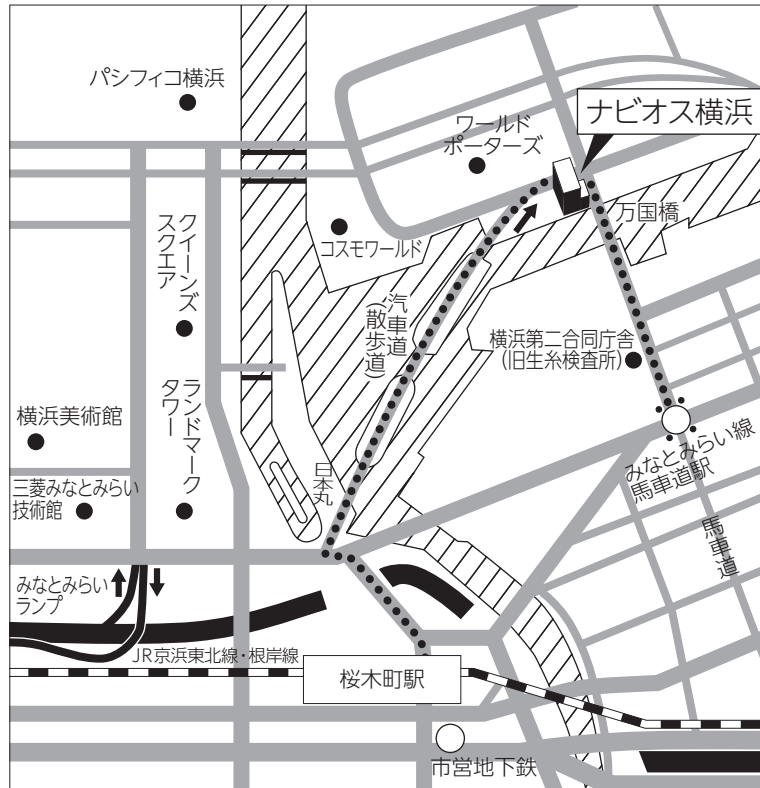 パシフィコ横浜
ナビオス横浜
ワールド
ポーターズ
万国橋
クイーンズ
スクエア
コスモワールド
汽車道
(散歩道)
横浜第二合同庁舎
(旧生糸検査所)
ランドマーク
タワー
横浜美術館
みなとみらい線
馬車道駅
日本丸
三菱みなとみらい
技術館
馬車道
みなとみらい
ランプ
JR京浜東北線・根岸線
桜木町駅
市営地下鉄